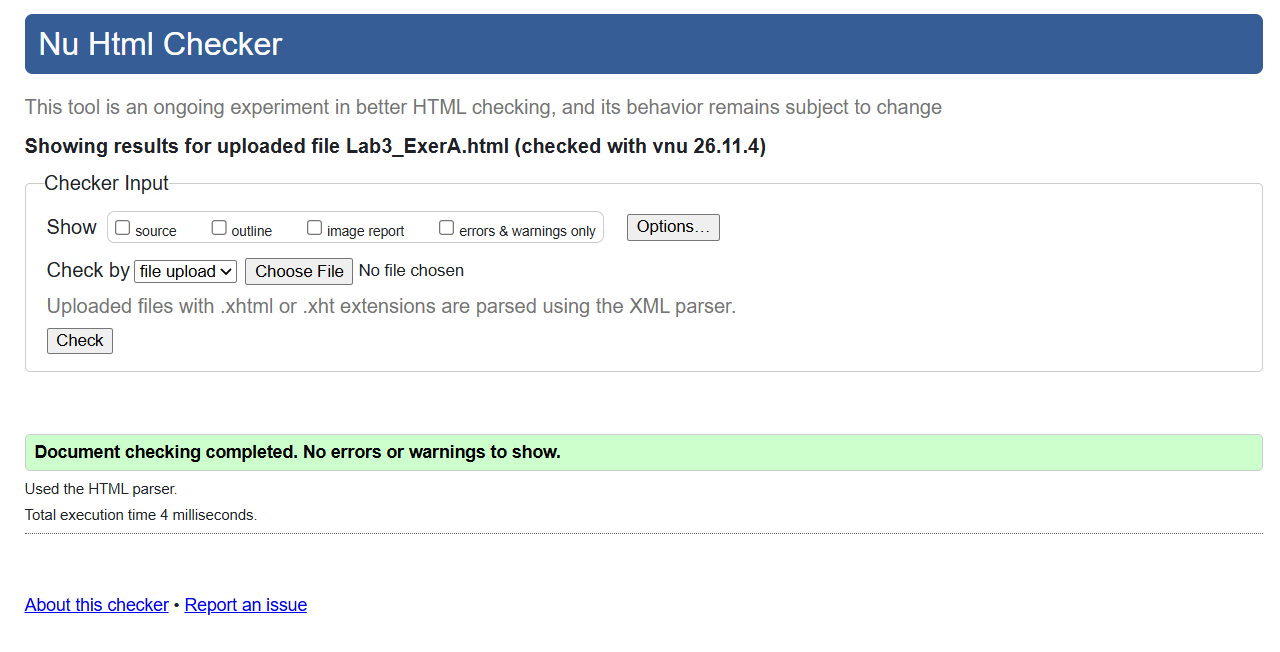 Nu Html Checker
This tool is an ongoing experiment in better HTML checking, and its behavior remains subject to change
Showing results for uploaded file Lab3_ExerA.html (checked with vnu 26.11.4)
Checker Input
Show source outline image report errors & warnings only Options…
Check by file upload Choose File No file chosen
Uploaded files with .xhtml or .xht extensions are parsed using the XML parser.
Check
Document checking completed. No errors or warnings to show.
Used the HTML parser.
Total execution time 4 milliseconds.
About this checker • Report an issue